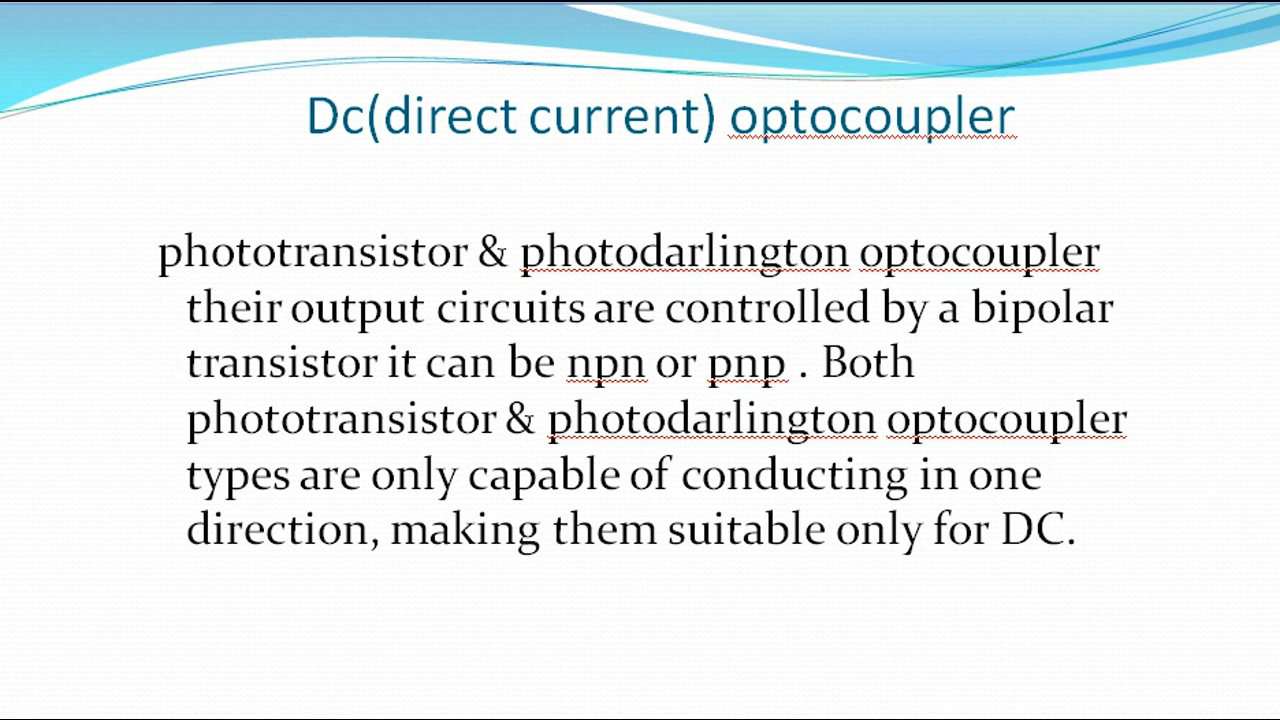 Dc(direct current) optocoupler
phototransistor & photodarlington optocoupler
their output circuits are controlled by a bipolar
transistor it can be npn or pnp . Both
phototransistor & photodarlington optocoupler
types are only capable of conducting in one
direction, making them suitable only for DC.